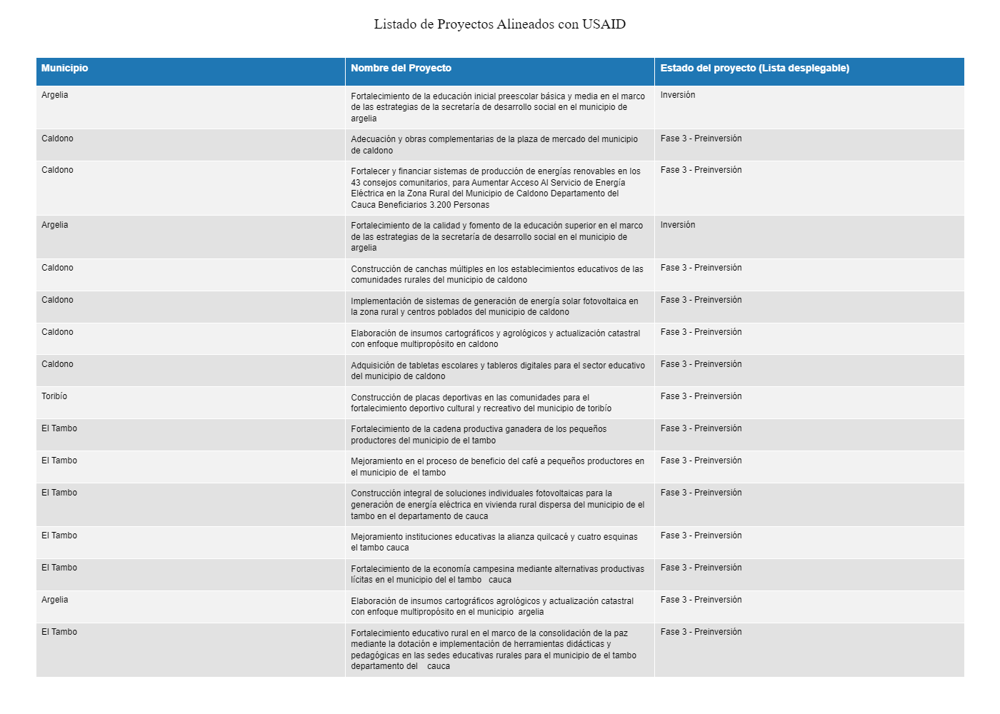 Listado de Proyectos Alineados con USAID
Municipio
Nombre del Proyecto
Estado del proyecto (Lista desplegable)
Argelia
Fortalecimiento de la educación inicial preescolar básica y media en el marco
de las estrategias de la secretaría de desarrollo social en el municipio de
argelia
Inversión
Caldono
Adecuación y obras complementarias de la plaza de mercado del municipio
de caldono
Fase 3 - Preinversión
Caldono
Fortalecer y financiar sistemas de producción de energías renovables en los
43 consejos comunitarios, para Aumentar Acceso Al Servicio de Energía
Eléctrica en la Zona Rural del Municipio de Caldono Departamento del
Cauca Beneficiarios 3.200 Personas
Fase 3 - Preinversión
Argelia
Fortalecimiento de la calidad y fomento de la educación superior en el marco
de las estrategias de la secretaría de desarrollo social en el municipio de
argelia
Inversión
Caldono
Construcción de canchas múltiples en los establecimientos educativos de las
comunidades rurales del municipio de caldono
Fase 3 - Preinversión
Caldono
Implementación de sistemas de generación de energía solar fotovoltaica en
la zona rural y centros poblados del municipio de caldono
Fase 3 - Preinversión
Caldono
Elaboración de insumos cartográficos y agrológicos y actualización catastral
con enfoque multipropósito en caldono
Fase 3 - Preinversión
Caldono
Adquisición de tabletas escolares y tableros digitales para el sector educativo
del municipio de caldono
Fase 3 - Preinversión
Toribío
Construcción de placas deportivas en las comunidades para el
fortalecimiento deportivo cultural y recreativo del municipio de toribío
Fase 3 - Preinversión
El Tambo
Fortalecimiento de la cadena productiva ganadera de los pequeños
productores del municipio de el tambo
Fase 3 - Preinversión
El Tambo
Mejoramiento en el proceso de beneficio del café a pequeños productores en
el municipio de  el tambo
Fase 3 - Preinversión
El Tambo
Construcción integral de soluciones individuales fotovoltaicas para la
generación de energía eléctrica en vivienda rural dispersa del municipio de el
tambo en el departamento de cauca
Fase 3 - Preinversión
El Tambo
Mejoramiento instituciones educativas la alianza quilcacé y cuatro esquinas
el tambo cauca
Fase 3 - Preinversión
El Tambo
Fortalecimiento de la economía campesina mediante alternativas productivas
lícitas en el municipio del el tambo   cauca
Fase 3 - Preinversión
Argelia
Elaboración de insumos cartográficos agrológicos y actualización catastral
con enfoque multipropósito en el municipio  argelia
Fase 3 - Preinversión
El Tambo
Fortalecimiento educativo rural en el marco de la consolidación de la paz
mediante la dotación e implementación de herramientas didácticas y
pedagógicas en las sedes educativas rurales para el municipio de el tambo
departamento del    cauca
Fase 3 - Preinversión